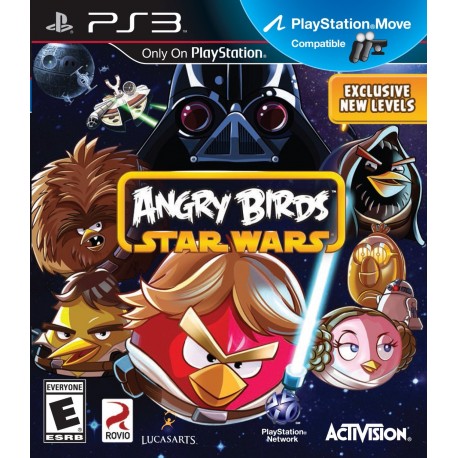 PS3
PlayStation®Move
Compatible
Only On PlayStation®
EXCLUSIVE
NEW LEVELS
ANGRY BIRDS
STAR WARS
EVERYONE
E
ESRB
ROVIO
LUCASARTS
PlayStation®
Network
ACTIVISION®